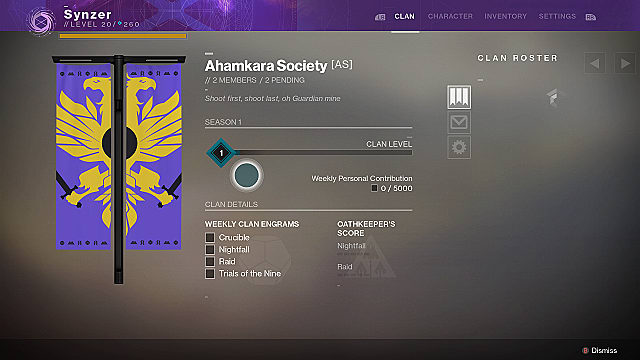 Synzer
// LEVEL 20/ 260
CLAN
CHARACTER
INVENTORY
SETTINGS
Ahamkara Society [AS]
// 2 MEMBERS / 2 PENDING
Shoot first, shoot last, oh Guardian mine
SEASON 1
1
CLAN LEVEL
Weekly Personal Contribution
0 / 5000
CLAN DETAILS
WEEKLY CLAN ENGRAMS
Crucible
Nightfall
Raid
Trials of the Nine
OATHKEEPER'S
SCORE
Nightfall
Raid
CLAN ROSTER
B Dismiss